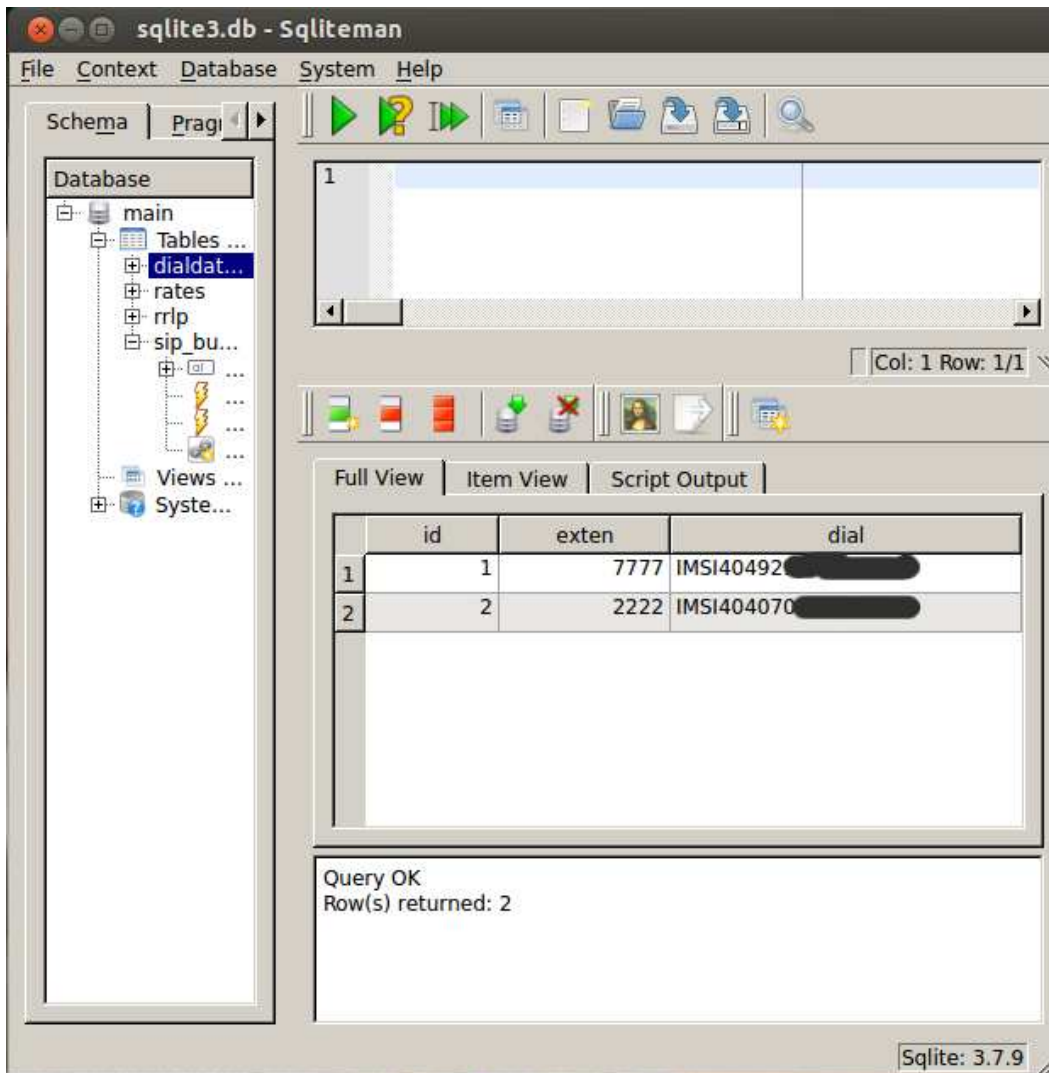 sqlite3.db - Sqliteman
File Context Database System Help
Schema Pragi
Database
main
Tables ...
dialdat...
rates
rrlp
sip_bu...
...
...
...
...
Views ...
Syste...
1
Col: 1 Row: 1/1
Full View Item View Script Output
id exten dial
1 1 7777 IMSI40492
2 2 2222 IMSI404070
Query OK
Row(s) returned: 2
Sqlite: 3.7.9